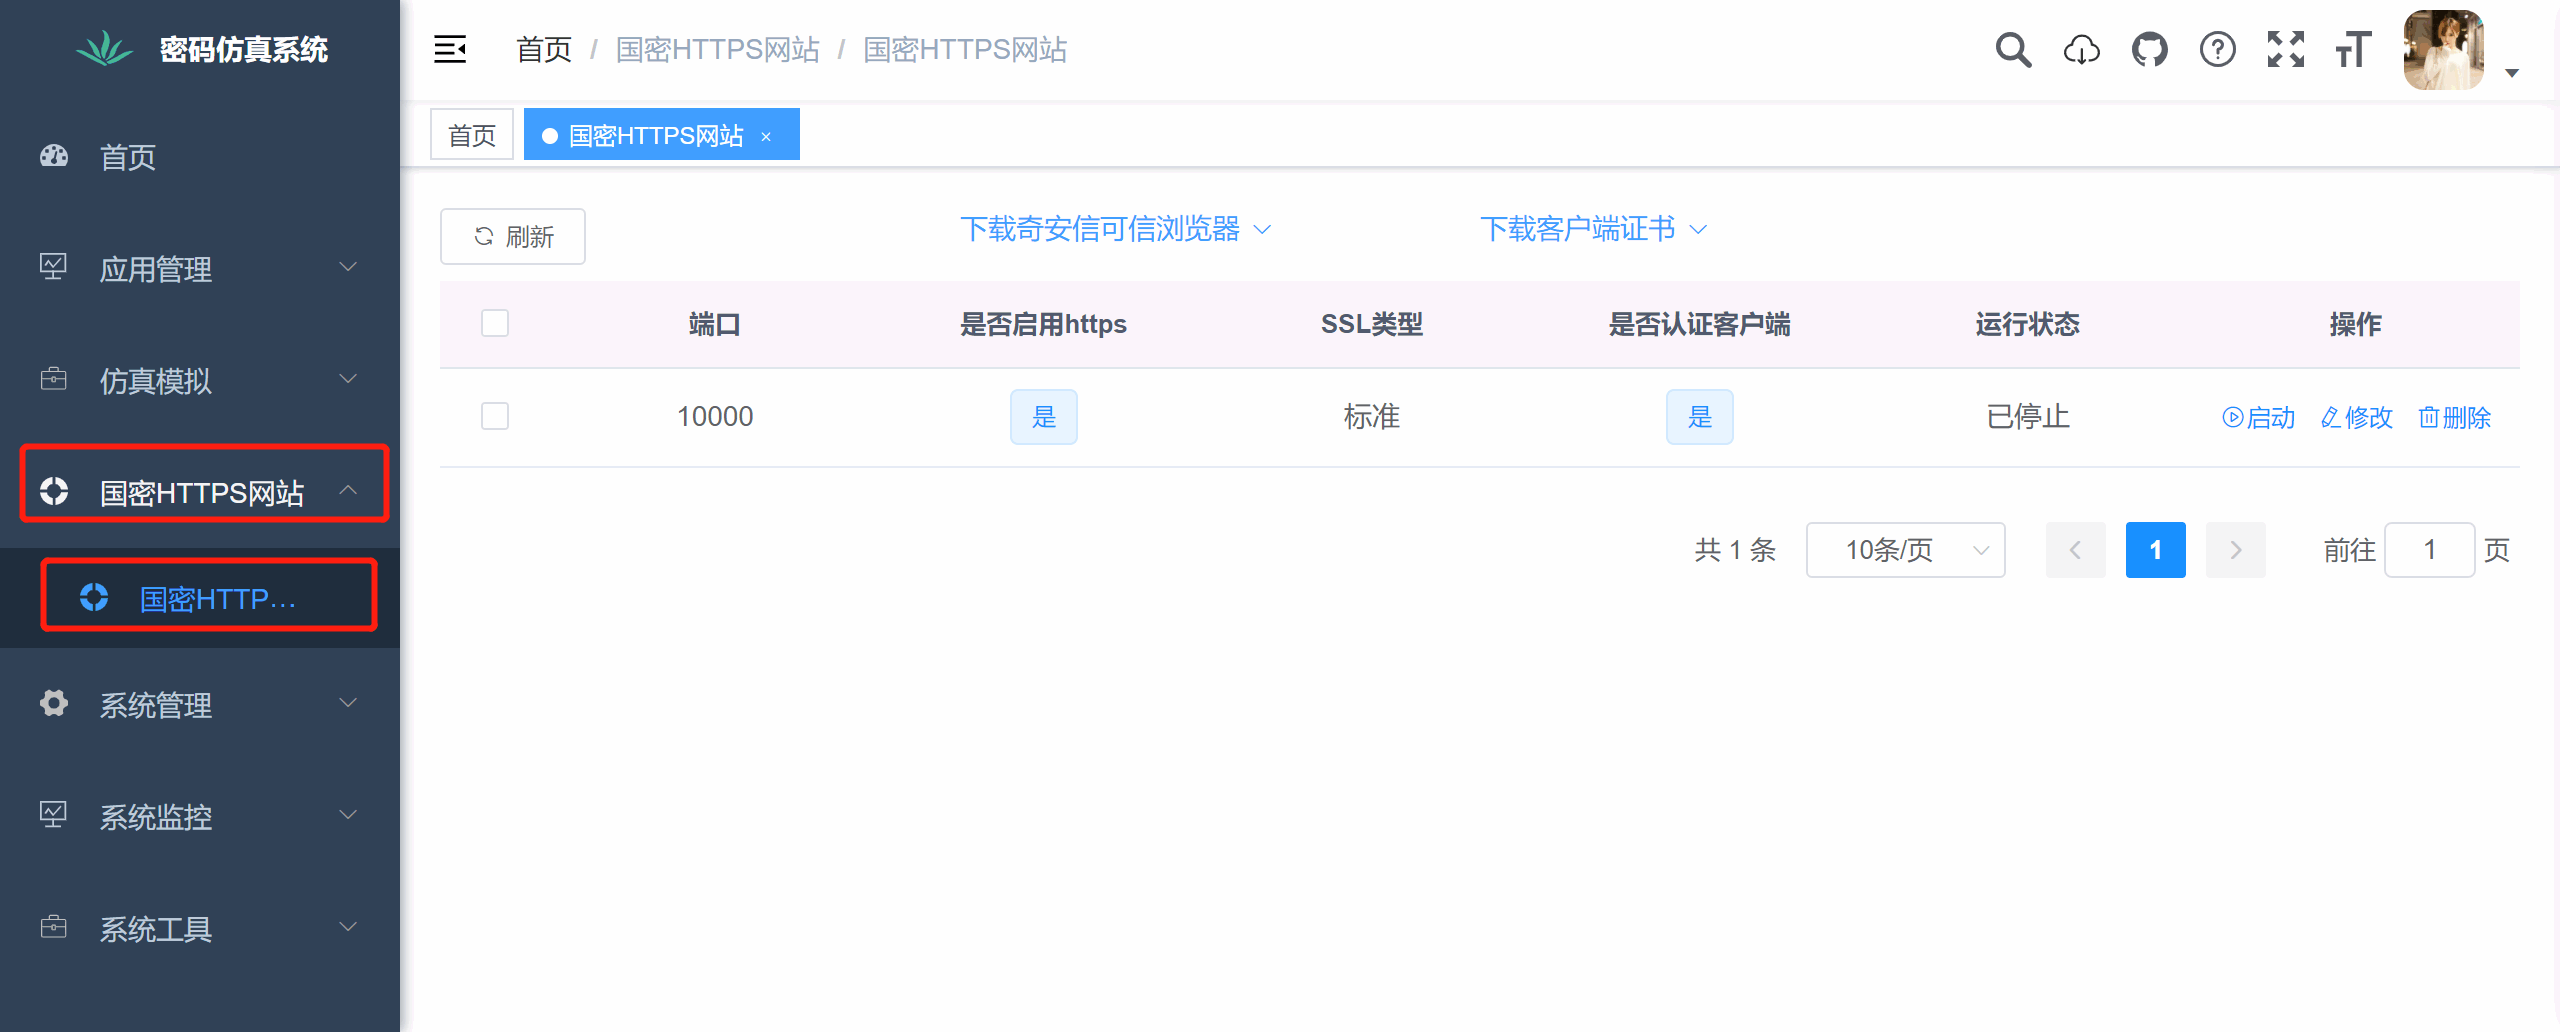 密码仿真系统
首页
应用管理
仿真模拟
国密HTTPS网站
国密HTTP...
系统管理
系统监控
系统工具
首页 / 国密HTTPS网站 / 国密HTTPS网站
首页 国密HTTPS网站 ×
刷新 下载奇安信可信浏览器 下载客户端证书
端口 是否启用https SSL类型 是否认证客户端 运行状态 操作
10000 是 标准 是 已停止 启动 修改 删除
共 1 条 10条/页 1 前往 1 页